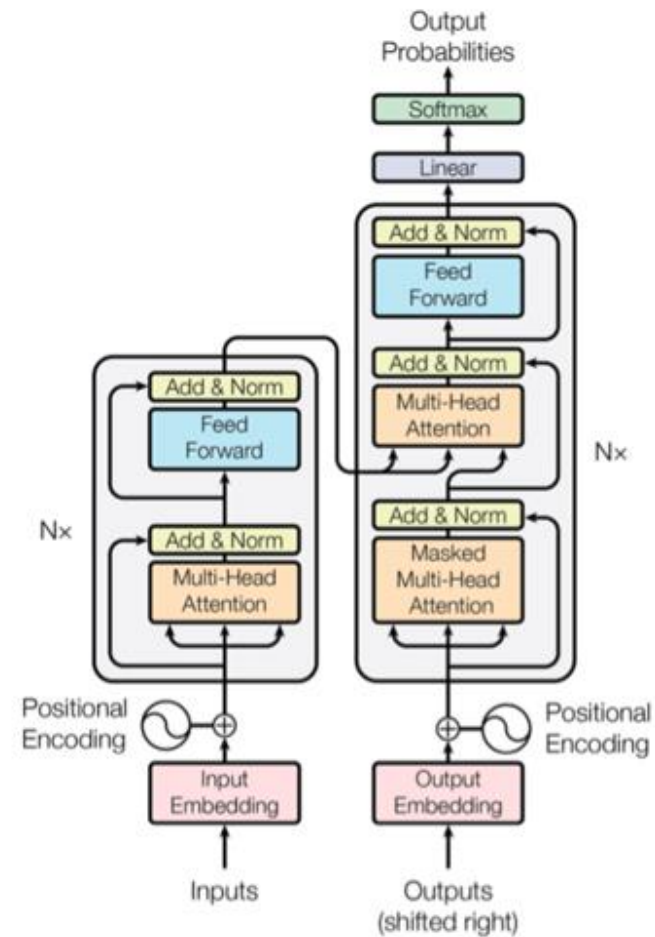 Output
Probabilities
Softmax
Linear
Add & Norm
Feed
Forward
Add & Norm
Multi-Head
Attention
Add & Norm
Masked
Multi-Head
Attention
N×
Add & Norm
Feed
Forward
Add & Norm
Multi-Head
Attention
N×
Positional
Encoding
Positional
Encoding
Input
Embedding
Output
Embedding
Inputs
Outputs
(shifted right)